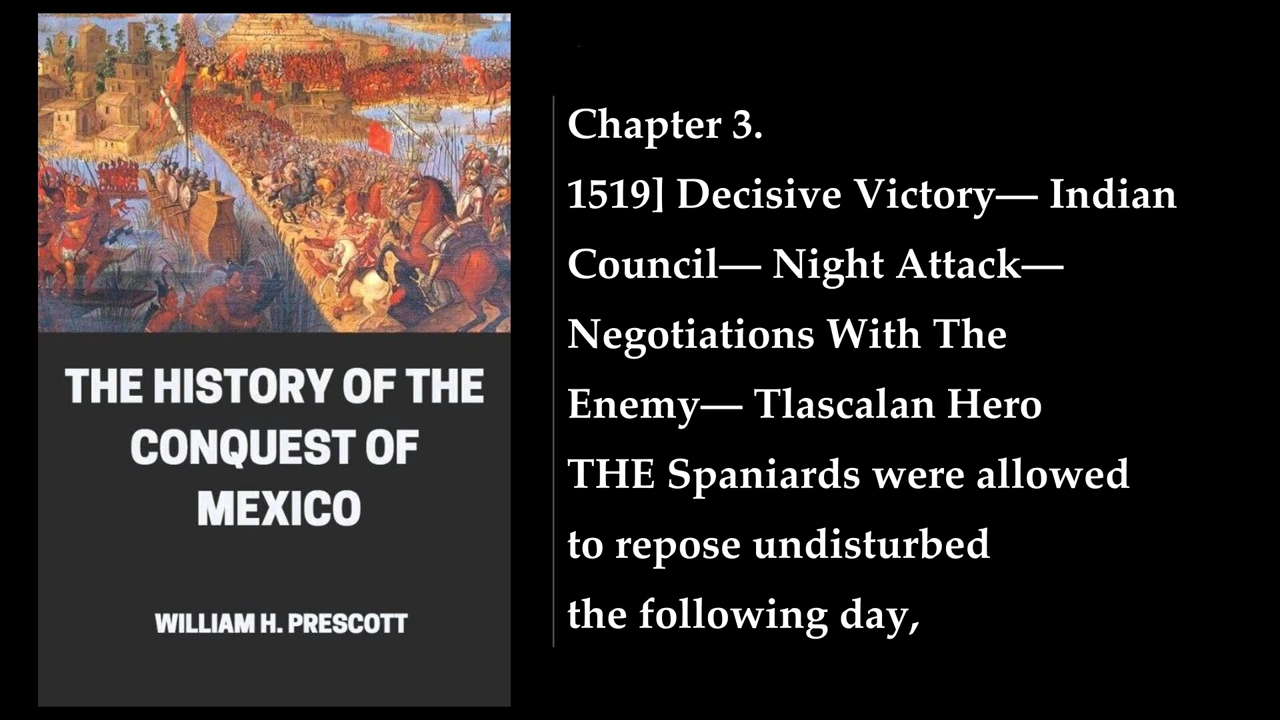 THE HISTORY OF THE
CONQUEST OF
MEXICO
WILLIAM H. PRESCOTT
Chapter 3.
1519] Decisive Victory— Indian
Council— Night Attack—
Negotiations With The
Enemy— Tlascalan Hero
THE Spaniards were allowed
to repose undisturbed
the following day,